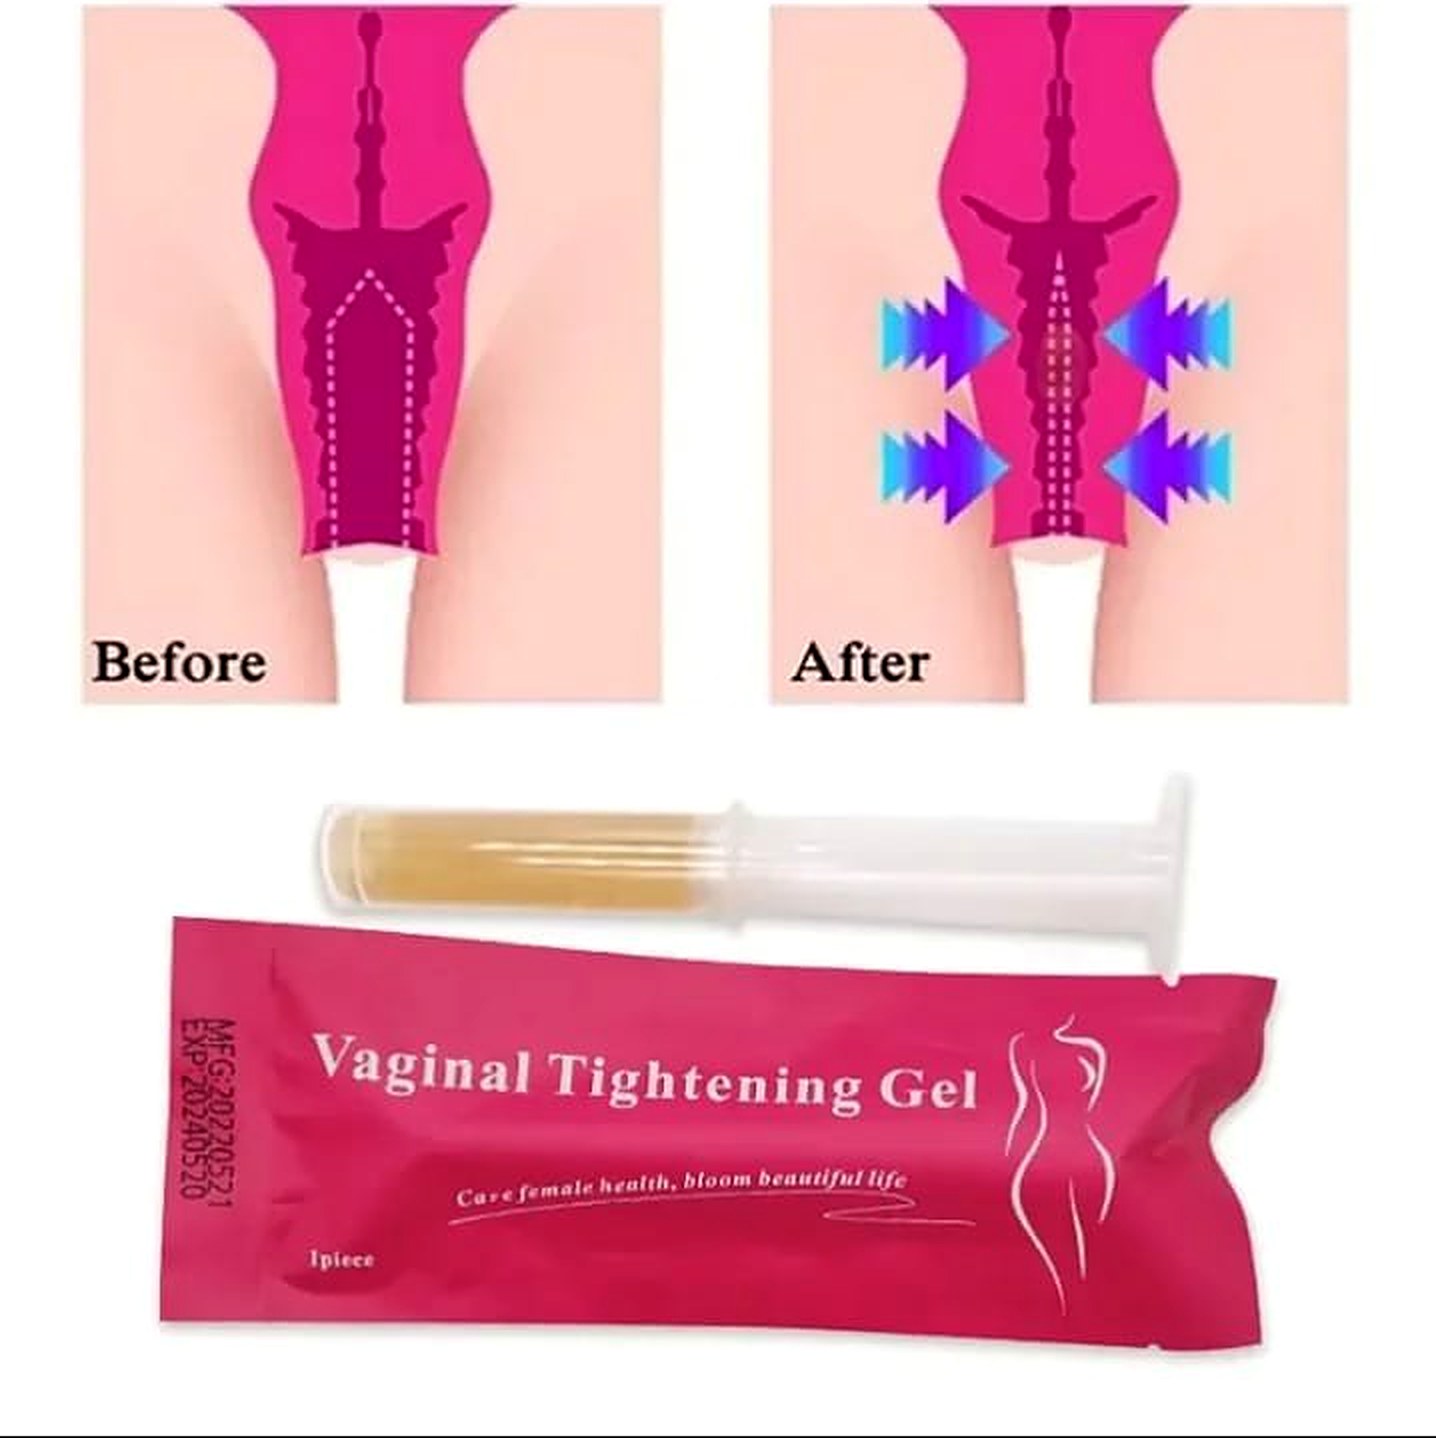 Before
After
Vaginal Tightening Gel
Care female health, bloom beautiful life
1piece
MFG:20220521
EXP:20240520